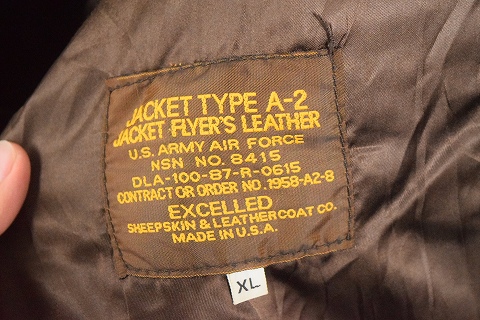 JACKET TYPE A-2
JACKET FLYER'S LEATHER
U.S. ARMY AIR FORCE
NSN NO. 8415
DLA-100-87-R-0615
CONTRACT OR ORDER NO. 1958-A2-8
EXCELLED
SHEEPSKIN & LEATHER COAT CO.
MADE IN U.S.A.
XL